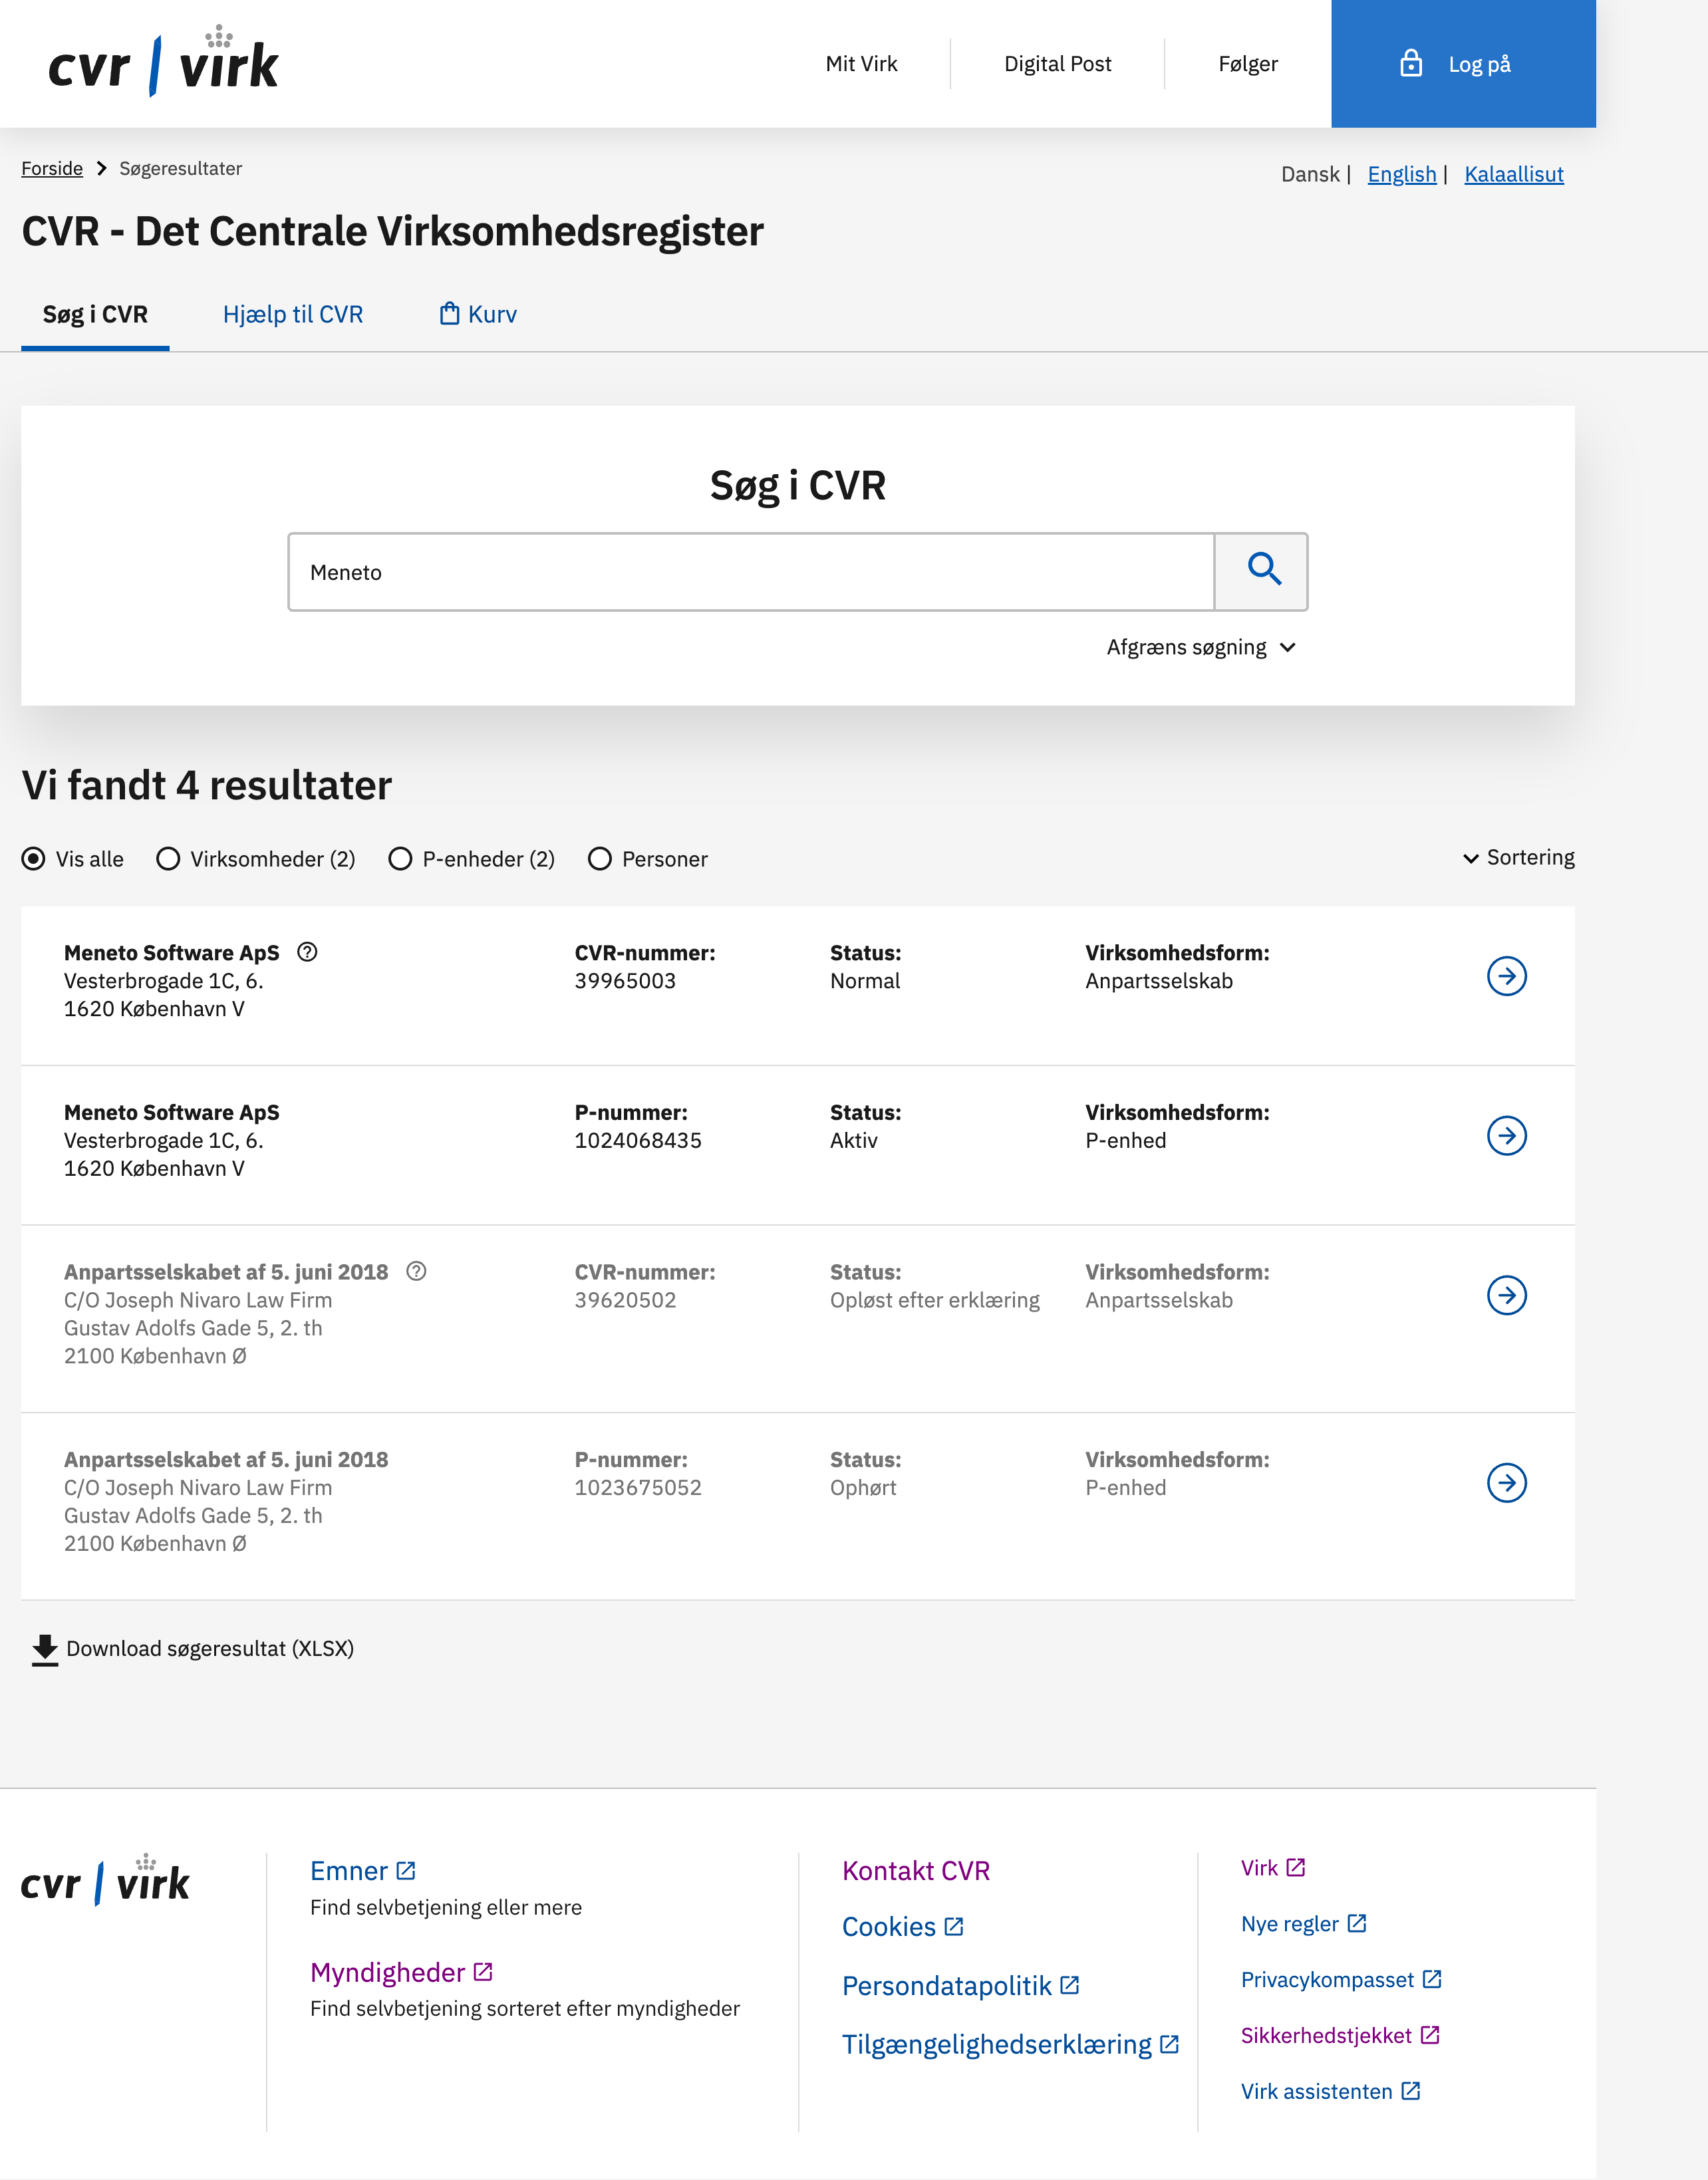 cvr virk
Mit Virk
Digital Post
Følger
Log på
Forside
Søgeresultater
Dansk | English | Kalaallisut
CVR - Det Centrale Virksomhedsregister
Søg i CVR
Hjælp til CVR
Kurv
Søg i CVR
Meneto
Afgræns søgning
Vi fandt 4 resultater
Vis alle
Virksomheder (2)
P-enheder (2)
Personer
Sortering
Meneto Software ApS
Vesterbrogade 1C, 6.
1620 København V
CVR-nummer:
39965003
Status:
Normal
Virksomhedsform:
Anpartsselskab
Meneto Software ApS
Vesterbrogade 1C, 6.
1620 København V
P-nummer:
1024068435
Status:
Aktiv
Virksomhedsform:
P-enhed
Anpartsselskabet af 5. juni 2018
C/O Joseph Nivaro Law Firm
Gustav Adolfs Gade 5, 2. th
2100 København Ø
CVR-nummer:
39620502
Status:
Opløst efter erklæring
Virksomhedsform:
Anpartsselskab
Anpartsselskabet af 5. juni 2018
C/O Joseph Nivaro Law Firm
Gustav Adolfs Gade 5, 2. th
2100 København Ø
P-nummer:
1023675052
Status:
Ophørt
Virksomhedsform:
P-enhed
Download søgeresultat (XLSX)
cvr virk
Emner
Find selvbetjening eller mere
Myndigheder
Find selvbetjening sorteret efter myndigheder
Kontakt CVR
Cookies
Persondatapolitik
Tilgængelighedserklæring
Virk
Nye regler
Privacykompasset
Sikkerhedstjekket
Virk assistenten